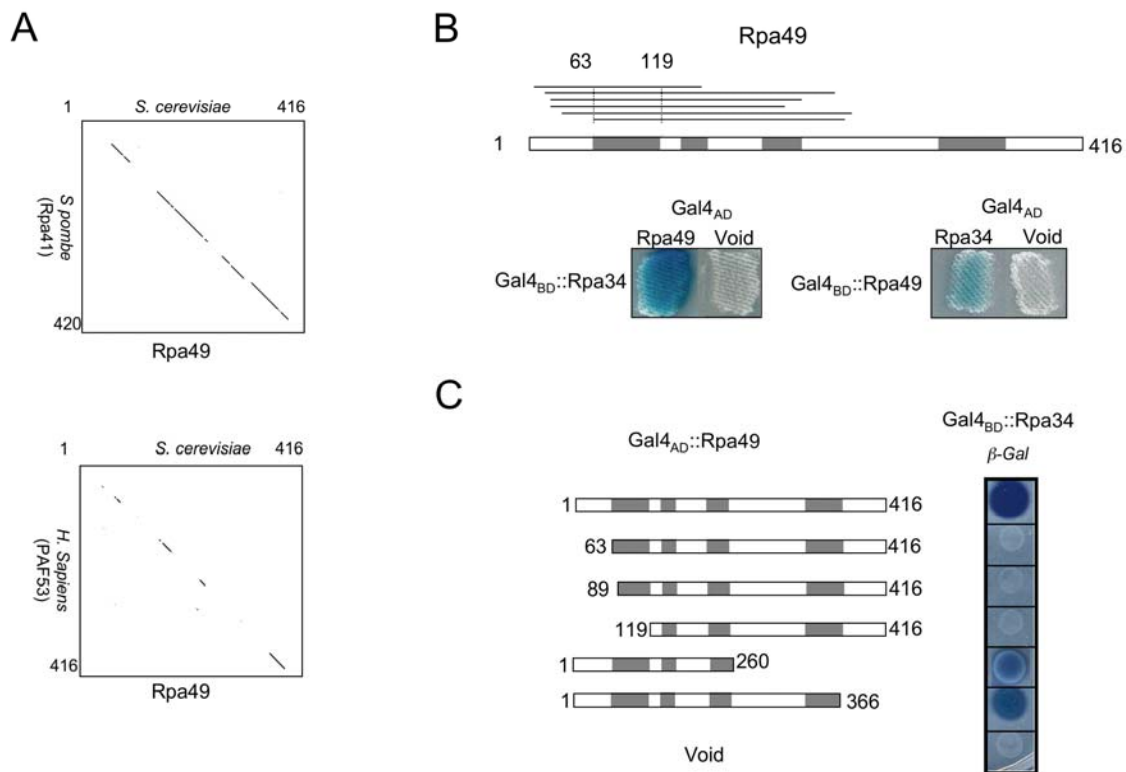 A
1 S. cerevisiae 416
S pombe
(Rpa41)
420
Rpa49
1 S. cerevisiae 416
H. Sapiens
(PAF53)
416
Rpa49
B
Rpa49
63 119
1 416
Gal4AD
Rpa49 Void
Gal4BD::Rpa34
Gal4AD
Rpa34 Void
Gal4BD::Rpa49
C
Gal4AD::Rpa49
Gal4BD::Rpa34
β-Gal
1 416
63 416
89 416
119 416
1 260
1 366
Void